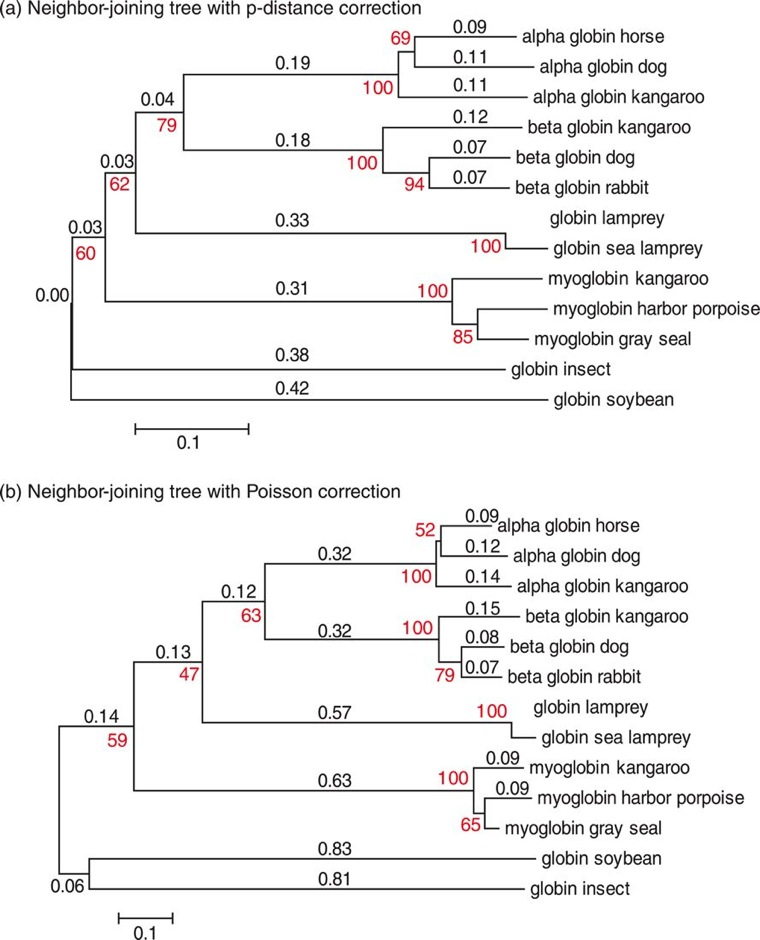 (a) Neighbor-joining tree with p-distance correction
0.09
69
alpha globin horse
0.19
0.11
alpha globin dog
100
0.11
alpha globin kangaroo
0.04
79
0.12
beta globin kangaroo
0.18
100
0.07
beta globin dog
94
0.07
beta globin rabbit
0.03
62
0.33
globin lamprey
100
globin sea lamprey
0.03
60
0.31
100
myoglobin kangaroo
myoglobin harbor porpoise
85
myoglobin gray seal
0.00
0.38
globin insect
0.42
globin soybean
0.1
(b) Neighbor-joining tree with Poisson correction
0.09
52
alpha globin horse
0.32
0.12
alpha globin dog
100
0.14
alpha globin kangaroo
0.12
63
0.15
100
beta globin kangaroo
0.32
0.08
beta globin dog
79
0.07
beta globin rabbit
0.13
47
0.57
100
globin lamprey
globin sea lamprey
0.14
59
0.63
100
0.09
myoglobin kangaroo
0.09
myoglobin harbor porpoise
65
myoglobin gray seal
0.83
globin soybean
0.06
0.81
globin insect
0.1